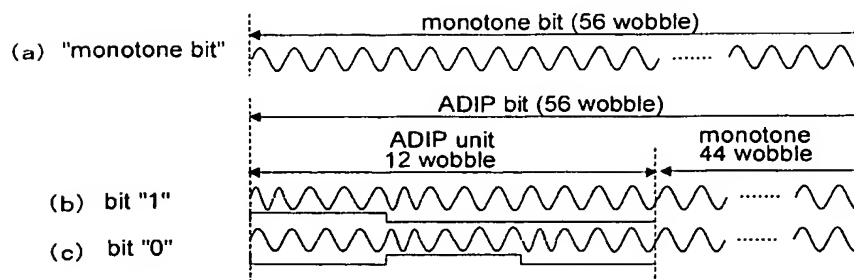 monotone bit (56 wobble)
(a) "monotone bit"
ADIP bit (56 wobble)
ADIP unit
12 wobble
monotone
44 wobble
(b) bit "1"
(c) bit "0"